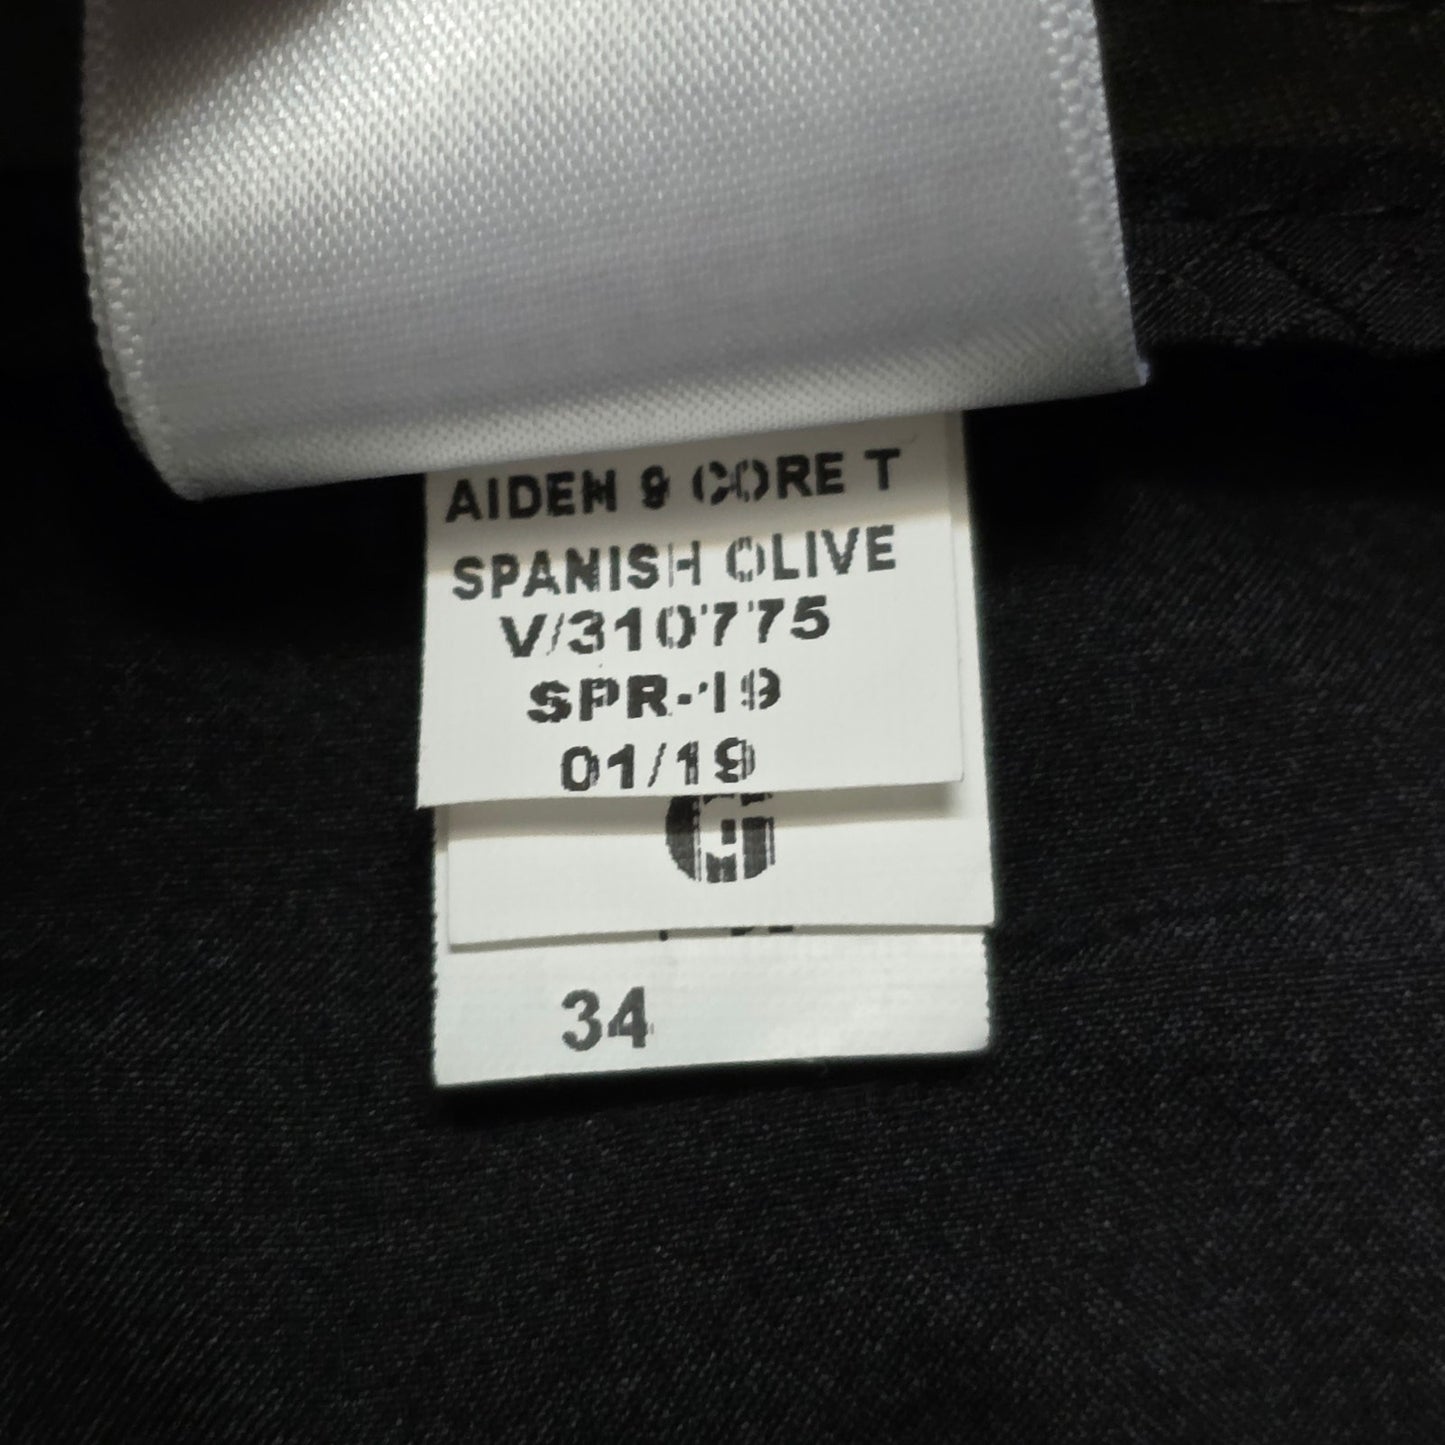 AIDEN 9 CORE T
SPANISH OLIVE
V/310775
SPR-19
01/19
G
34